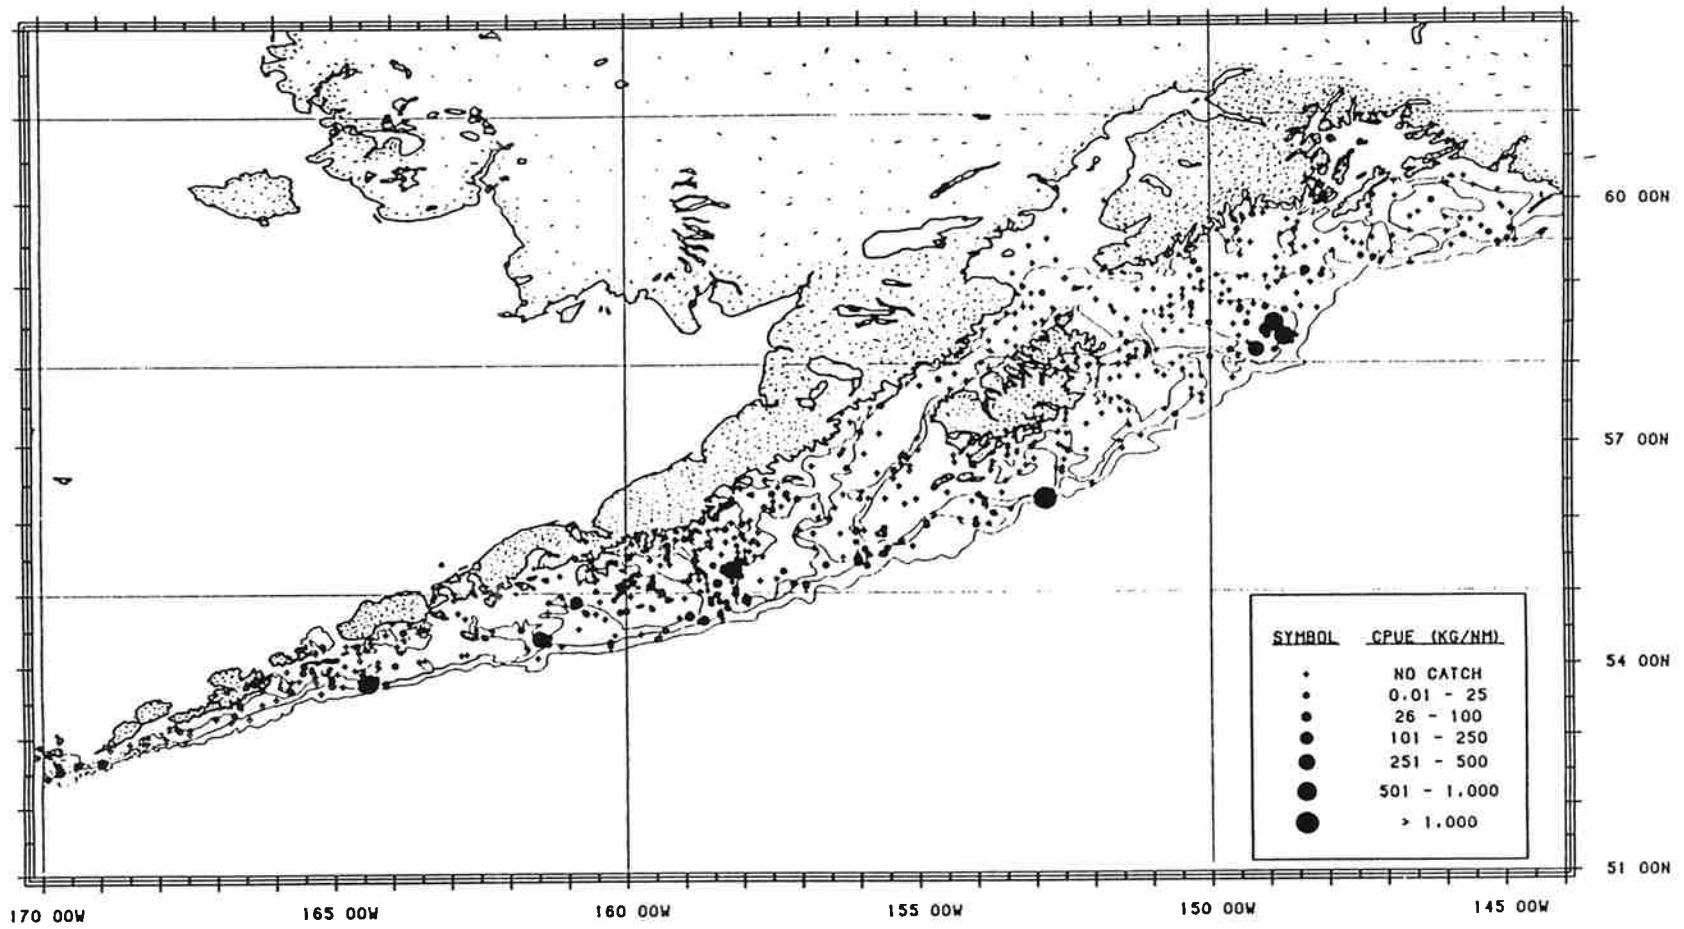 60 00N
57 00N
SYMBOL CPUE (KG/NM)
NO CATCH
0.01 - 25
26 - 100
101 - 250
251 - 500
501 - 1.000
> 1.000
54 00N
51 00N
170 00W 165 00W 160 00W 155 00W 150 00W 145 00W